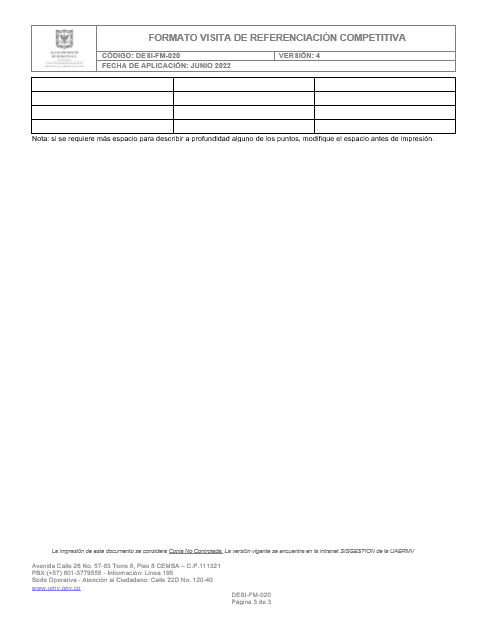 FORMATO VISITA DE REFERENCIACIÓN COMPETITIVA
CÓDIGO: DESI-FM-020
VERSIÓN: 4
FECHA DE APLICACIÓN: JUNIO 2022
Nota: si se requiere más espacio para describir a profundidad alguno de los puntos, modifique el espacio antes de impresión.
La impresión de este documento se considera Copia No Controlada. La versión vigente se encuentra en la intranet SISGESTION de la UAERMV
Avenida Calle 26 No. 57-83 Torre 8, Piso 8 CEMSA – C.P.111321
PBX:(+57) 601-3779555 - Información: Línea 195
Sede Operativa - Atención al Ciudadano: Calle 22D No. 120-40
www.umv.gov.co
DESI-FM-020
Página 3 de 3